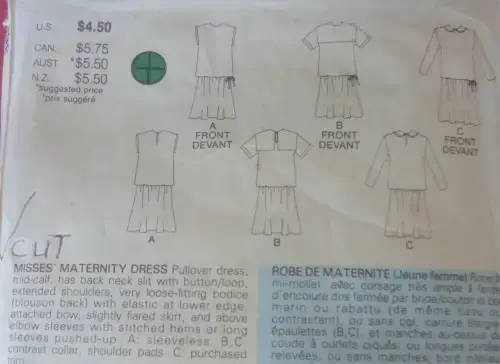 U.S. $4.50
CAN. $5.75
AUST. *$5.50
N.Z. $5.50
*suggested price
*prix suggéré
A
FRONT
DEVANT
B
FRONT
DEVANT
C
FRONT
DEVANT
A
B
C
CUT
MISSES' MATERNITY DRESS Pullover dress,
mid-calf, has back neck slit with button/loop,
extended shoulders, very loose-fitting bodice
(blouson back) with elastic at lower edge,
attached bow, slightly flared skirt, and above
elbow sleeves with stitched hems or long
sleeves pushed-up. A: sleeveless. B,C:
contrast collar, shoulder pads. C: purchased
ROBE DE MATERNITE (Jeune femme)
mi-mollet avec corsage très ample à
d'encolure dos fermée par bride/bouton
marin ou rabattu (de même tissu
contrastant), ou sans col, carrure
épaulettes (B,C), et manches au-dessus
coude à ourlets piqués, ou longues
relevées, ou sans manches,